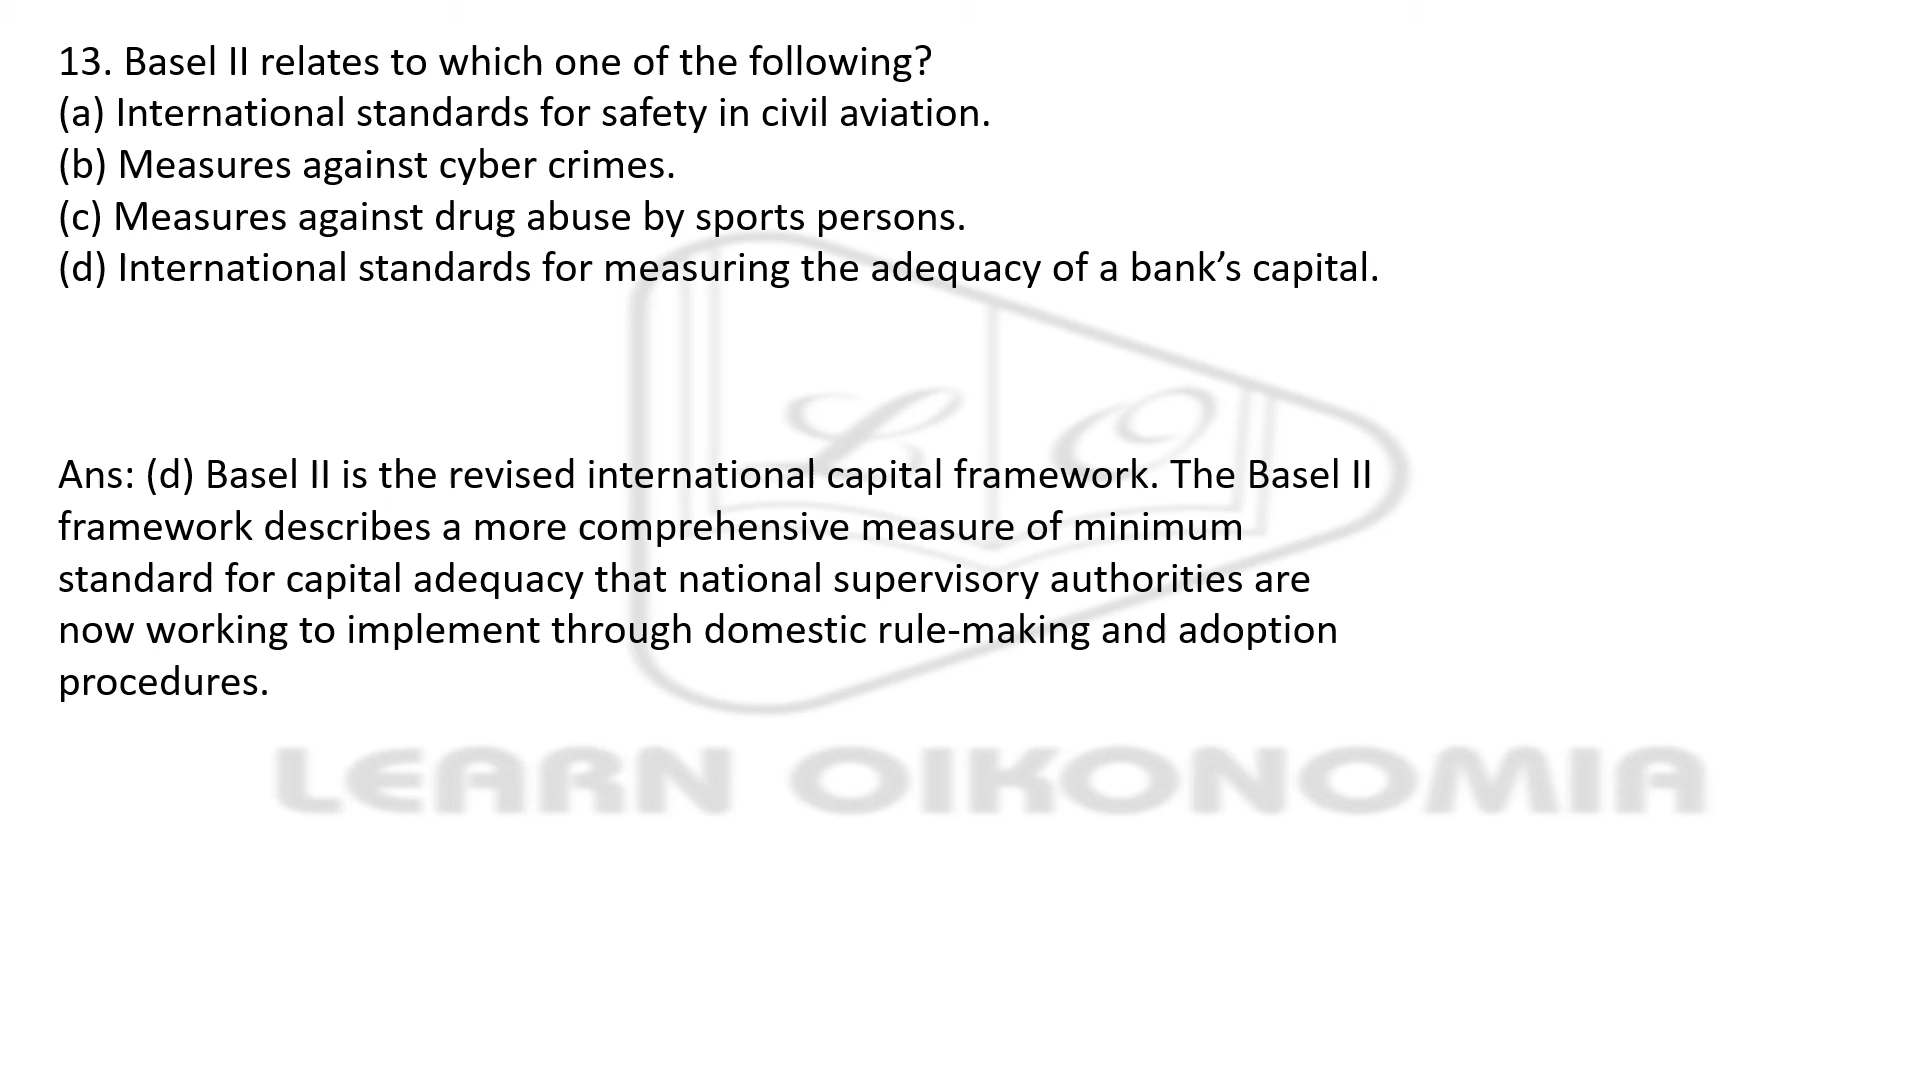 13. Basel II relates to which one of the following?
(a) International standards for safety in civil aviation.
(b) Measures against cyber crimes.
(c) Measures against drug abuse by sports persons.
(d) International standards for measuring the adequacy of a bank’s capital.
L O
Ans: (d) Basel II is the revised international capital framework. The Basel II
framework describes a more comprehensive measure of minimum
standard for capital adequacy that national supervisory authorities are
now working to implement through domestic rule-making and adoption
procedures.
LEARN OIKONOMIA